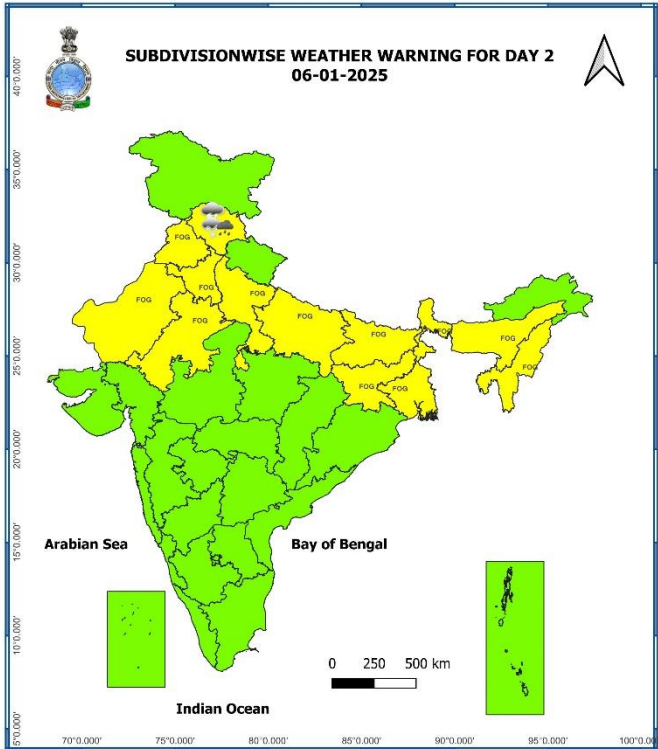 SUBDIVISIONWISE WEATHER WARNING FOR DAY 2
06-01-2025
40°0.000'
35°0.000'
30°0.000'
25°0.000'
20°0.000'
15°0.000'
10°0.000'
5°0.000'
FOG
FOG
FOG
FOG
FOG
FOG
FOG
FOG
FOG
FOG
FOG
FOG
FOG
Arabian Sea
Bay of Bengal
0 250 500 km
Indian Ocean
70°0.000' 75°0.000' 80°0.000' 85°0.000' 90°0.000' 95°0.000' 100°0.00